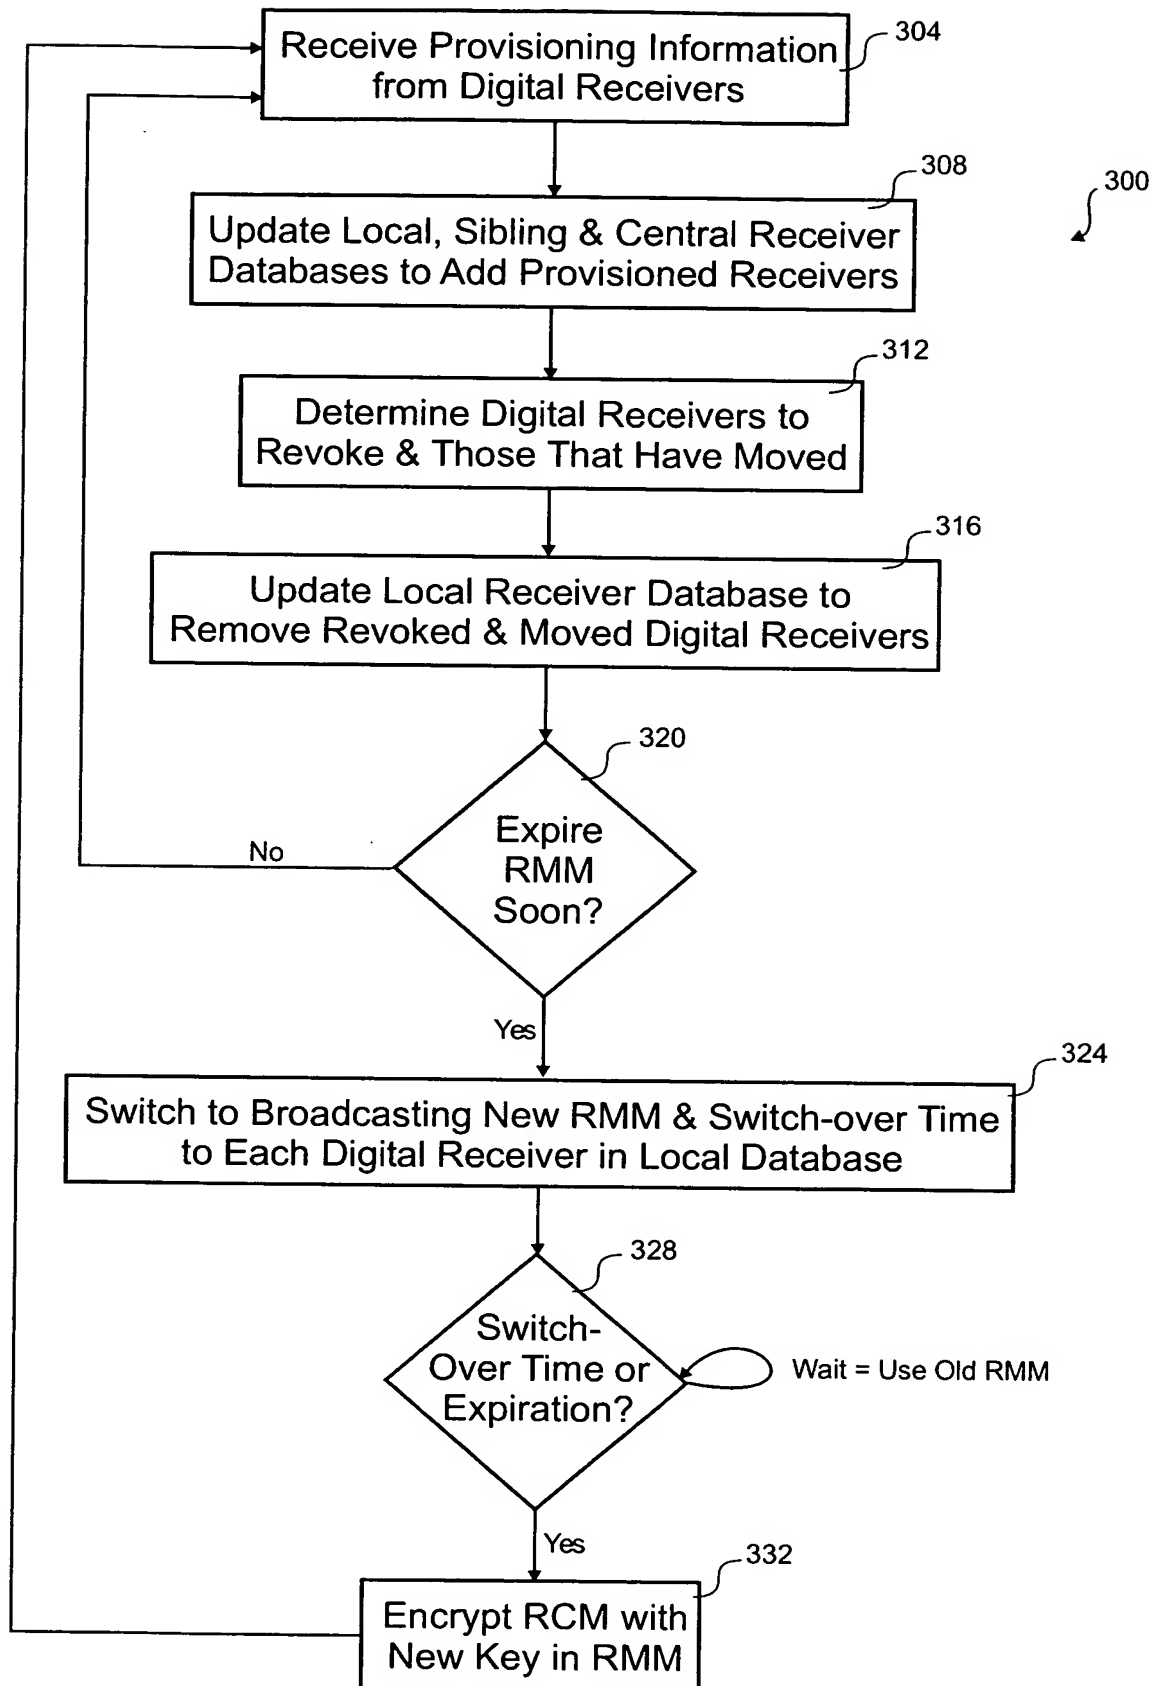 Receive Provisioning Information
from Digital Receivers
304
308
300
Update Local, Sibling & Central Receiver
Databases to Add Provisioned Receivers
312
Determine Digital Receivers to
Revoke & Those That Have Moved
316
Update Local Receiver Database to
Remove Revoked & Moved Digital Receivers
320
Expire
RMM
Soon?
No
Yes
324
Switch to Broadcasting New RMM & Switch-over Time
to Each Digital Receiver in Local Database
328
Switch-
Over Time or
Expiration?
Wait = Use Old RMM
Yes
332
Encrypt RCM with
New Key in RMM